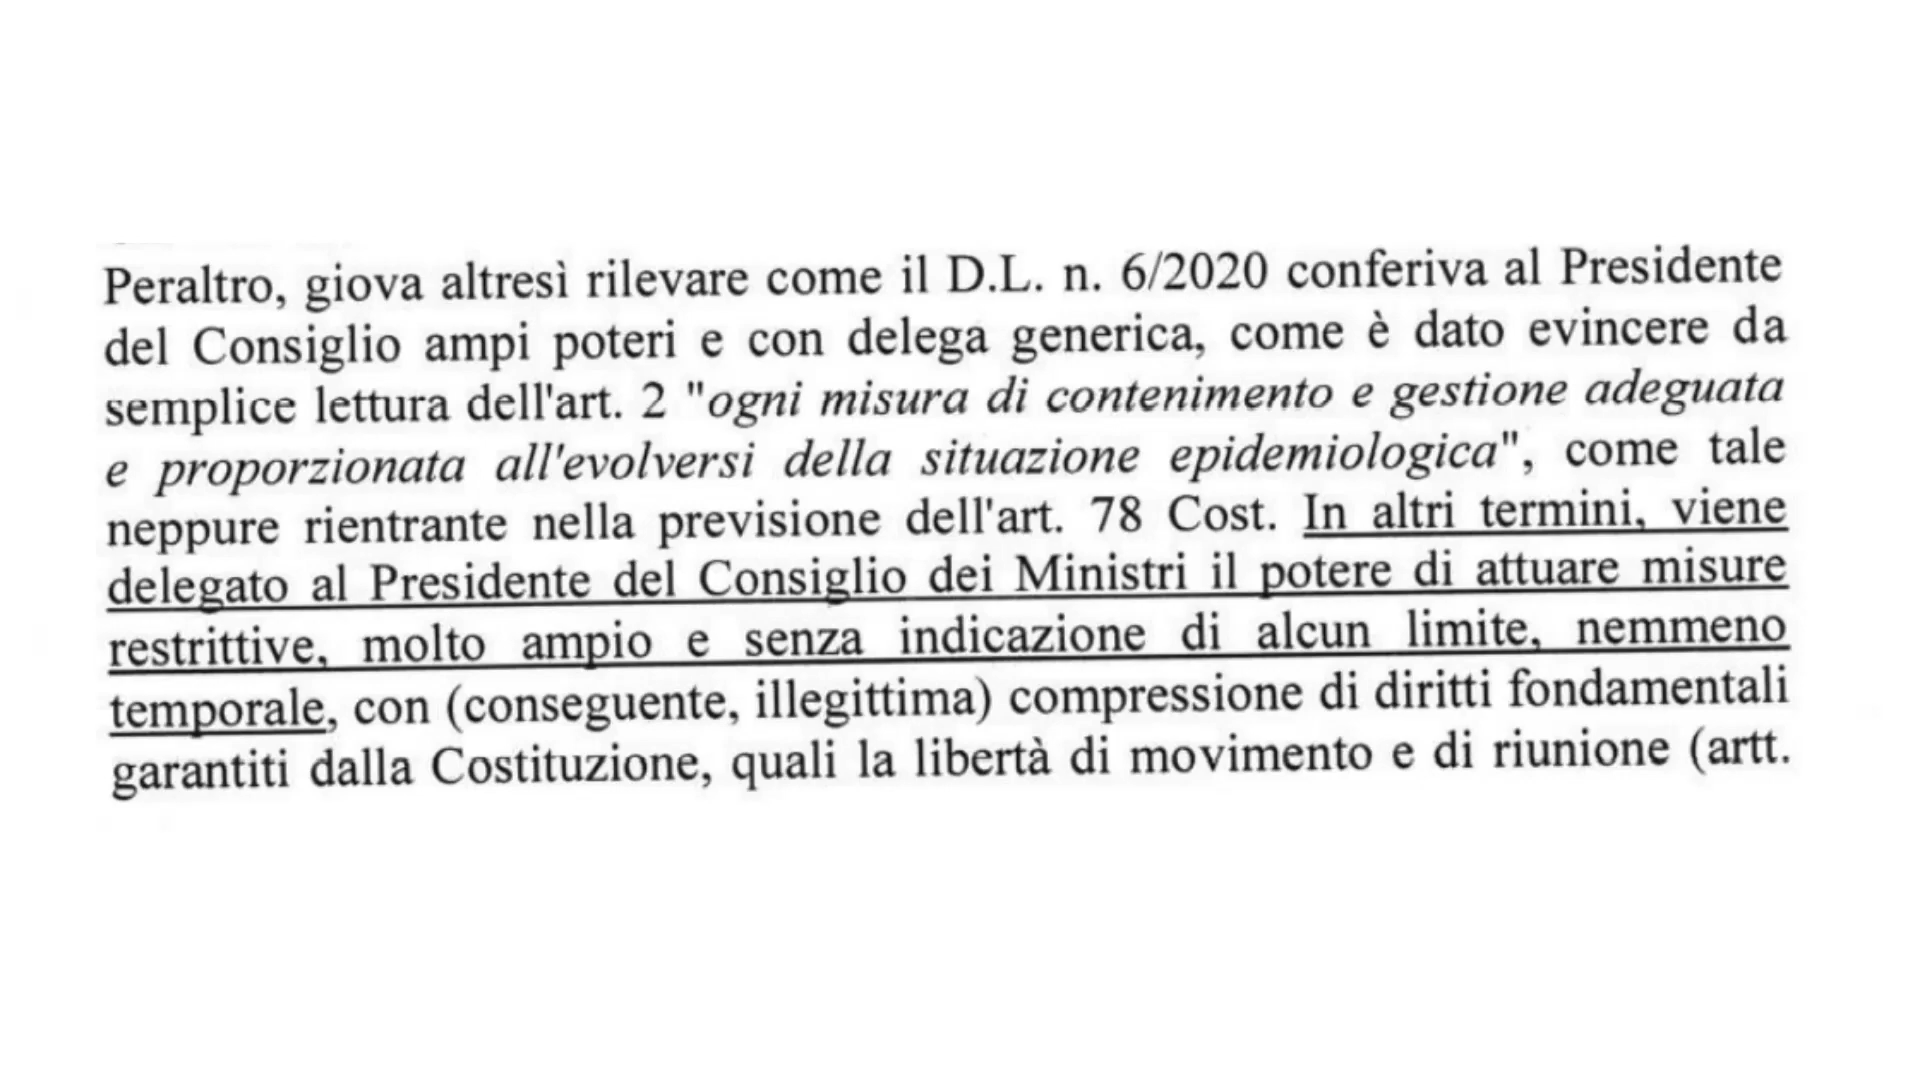 Peraltro, giova altresì rilevare come il D.L. n. 6/2020 conferiva al Presidente
del Consiglio ampi poteri e con delega generica, come è dato evincere da
semplice lettura dell'art. 2 "ogni misura di contenimento e gestione adeguata
e proporzionata all'evolversi della situazione epidemiologica", come tale
neppure rientrante nella previsione dell'art. 78 Cost. In altri termini, viene
delegato al Presidente del Consiglio dei Ministri il potere di attuare misure
restrittive, molto ampio e senza indicazione di alcun limite, nemmeno
temporale, con (conseguente, illegittima) compressione di diritti fondamentali
garantiti dalla Costituzione, quali la libertà di movimento e di riunione (artt.